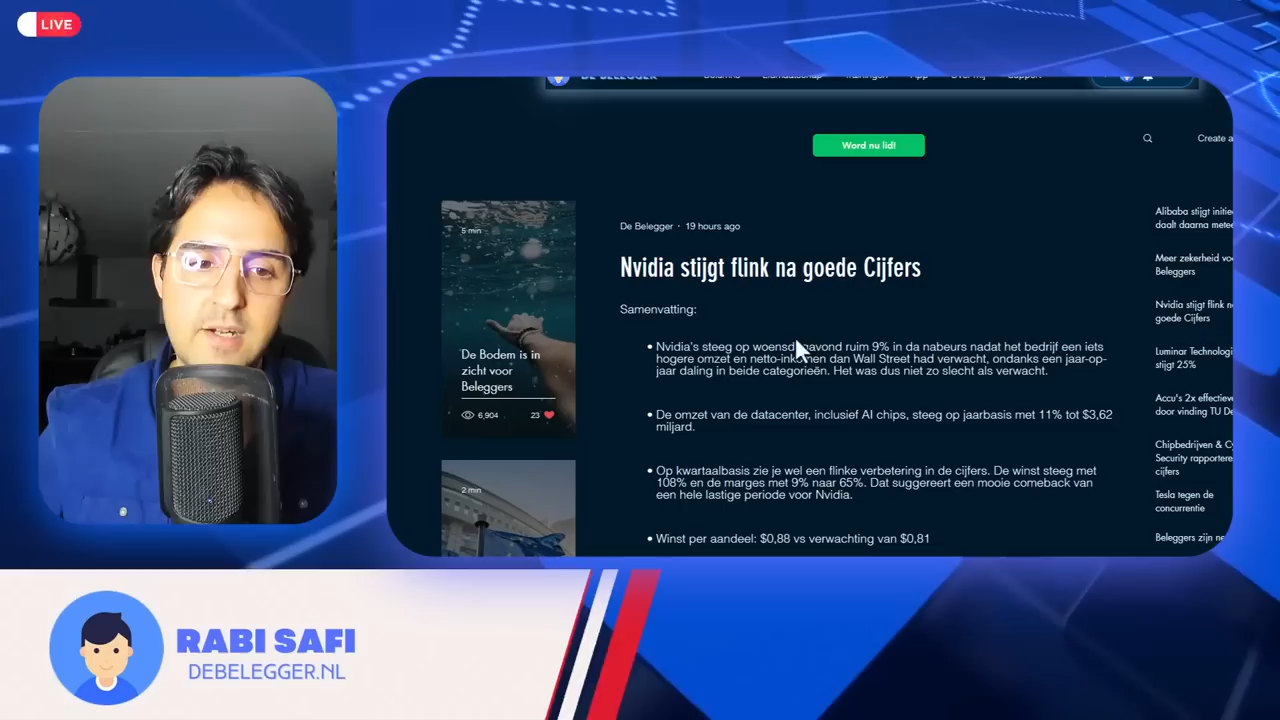 LIVE
Word nu lid!
Create a
5 min
De Bodem is in
zicht voor
Beleggers
6,904
23
2 min
De Belegger · 19 hours ago
Nvidia stijgt flink na goede Cijfers
Samenvatting:
• Nvidia's steeg op woensdagavond ruim 9% in da nabeurs nadat het bedrijf een iets
hogere omzet en netto-inkomen dan Wall Street had verwacht, ondanks een jaar-op-
jaar daling in beide categorieën. Het was dus niet zo slecht als verwacht.
• De omzet van de datacenter, inclusief AI chips, steeg op jaarbasis met 11% tot $3,62
miljard.
• Op kwartaalbasis zie je wel een flinke verbetering in de cijfers. De winst steeg met
108% en de marges met 9% naar 65%. Dat suggereert een mooie comeback van
een hele lastige periode voor Nvidia.
• Winst per aandeel: $0,88 vs verwachting van $0,81
Alibaba stijgt initie
daalt daarna metee
Meer zekerheid vo
Beleggers
Nvidia stijgt flink n
goede Cijfers
Luminar Technologi
stijgt 25%
Accu's 2x effectiev
door vinding TU De
Chipbedrijven & C
Security rapportere
cijfers
Tesla tegen de
concurrentie
Beleggers zijn ne
RABI SAFI
DEBELEGGER.NL